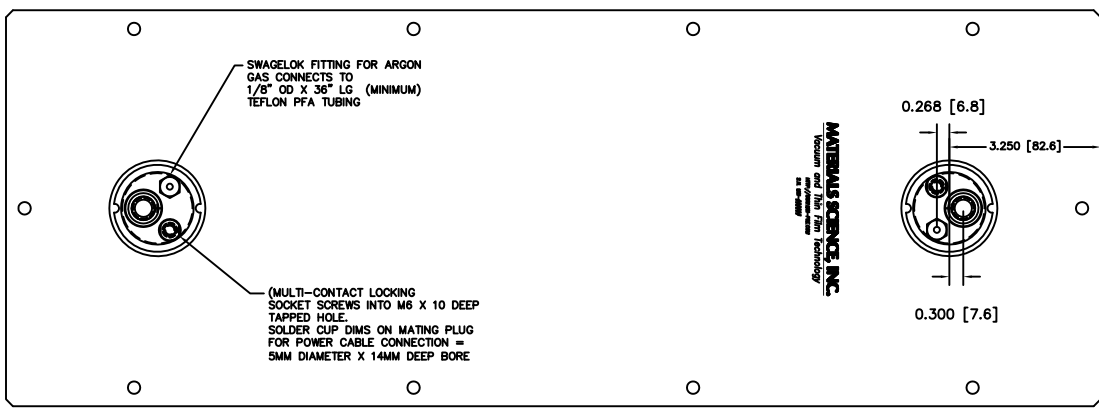 SWAGELOK FITTING FOR ARGON
GAS CONNECTS TO
1/8" OD X 36" LG (MINIMUM)
TEFLON PFA TUBING
(MULTI-CONTACT LOCKING
SOCKET SCREWS INTO M6 X 10 DEEP
TAPPED HOLE.
SOLDER CUP DIMS ON MATING PLUG
FOR POWER CABLE CONNECTION =
5MM DIAMETER X 14MM DEEP BORE
MATERIALS SCIENCE, INC.
Vacuum and Thin Film Technology
0.268 [6.8]
3.250 [82.6]
0.300 [7.6]